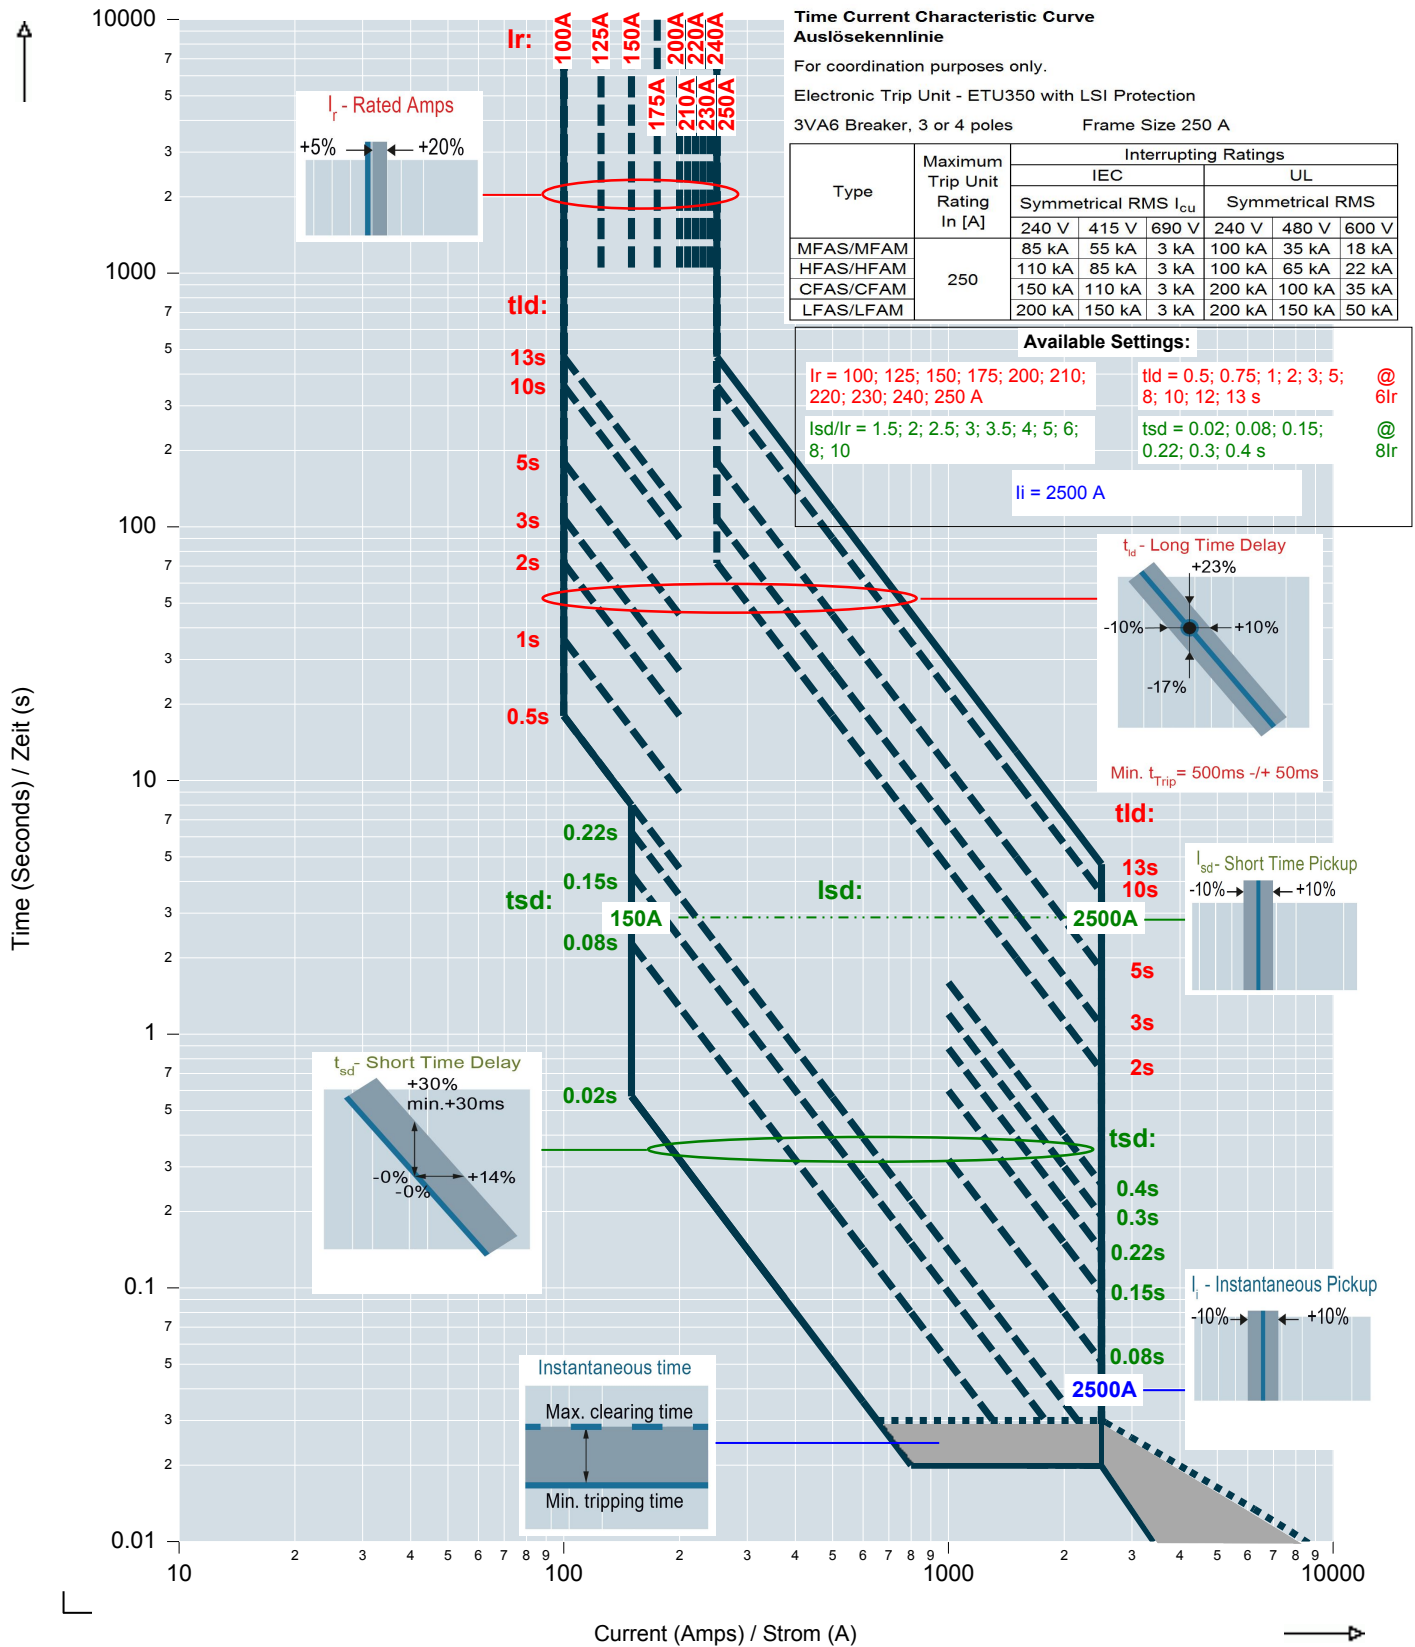 Time Current Characteristic Curve
Auslösekennlinie
For coordination purposes only.
Electronic Trip Unit - ETU350 with LSI Protection
3VA6 Breaker, 3 or 4 poles Frame Size 250 A
Type Maximum Trip Unit Rating In [A] Interrupting Ratings
IEC UL
Symmetrical RMS Icu Symmetrical RMS
240 V 415 V 690 V 240 V 480 V 600 V
MFAS/MFAM 250 85 kA 55 kA 3 kA 100 kA 35 kA 18 kA
HFAS/HFAM 110 kA 85 kA 3 kA 100 kA 65 kA 22 kA
CFAS/CFAM 150 kA 110 kA 3 kA 200 kA 100 kA 35 kA
LFAS/LFAM 200 kA 150 kA 3 kA 200 kA 150 kA 50 kA
Available Settings:
Ir = 100; 125; 150; 175; 200; 210;
220; 230; 240; 250 A
tld = 0.5; 0.75; 1; 2; 3; 5; @
8; 10; 12; 13 s 6Ir
Isd/Ir = 1.5; 2; 2.5; 3; 3.5; 4; 5; 6;
8; 10
tsd = 0.02; 0.08; 0.15; @
0.22; 0.3; 0.4 s 8Ir
Ii = 2500 A
Ir: 100A 125A 150A 200A 220A 240A
175A 210A 230A 250A
Ir - Rated Amps
+5% +20%
tld:
13s
10s
5s
3s
2s
1s
0.5s
tld - Long Time Delay
+23%
-10% +10%
-17%
Min. tTrip= 500ms -/+ 50ms
tld:
13s
10s
5s
3s
2s
tsd:
0.22s
0.15s
0.08s
0.02s
Isd:
150A 2500A
Isd - Short Time Pickup
-10% +10%
tsd - Short Time Delay
+30%
min.+30ms
-0% +14%
-0%
tsd:
0.4s
0.3s
0.22s
0.15s
0.08s
2500A
Ii - Instantaneous Pickup
-10% +10%
Instantaneous time
Max. clearing time
Min. tripping time
Time (Seconds) / Zeit (s)
10000
7
5
3
2
1000
7
5
3
2
100
7
5
3
2
10
7
5
3
2
1
7
5
3
2
0.1
7
5
3
2
0.01
2 3 4 5 6 7 8 9 2 3 4 5 6 7 8 9 2 3 4 5 6 7 8 9
10 100 1000 10000
Current (Amps) / Strom (A)